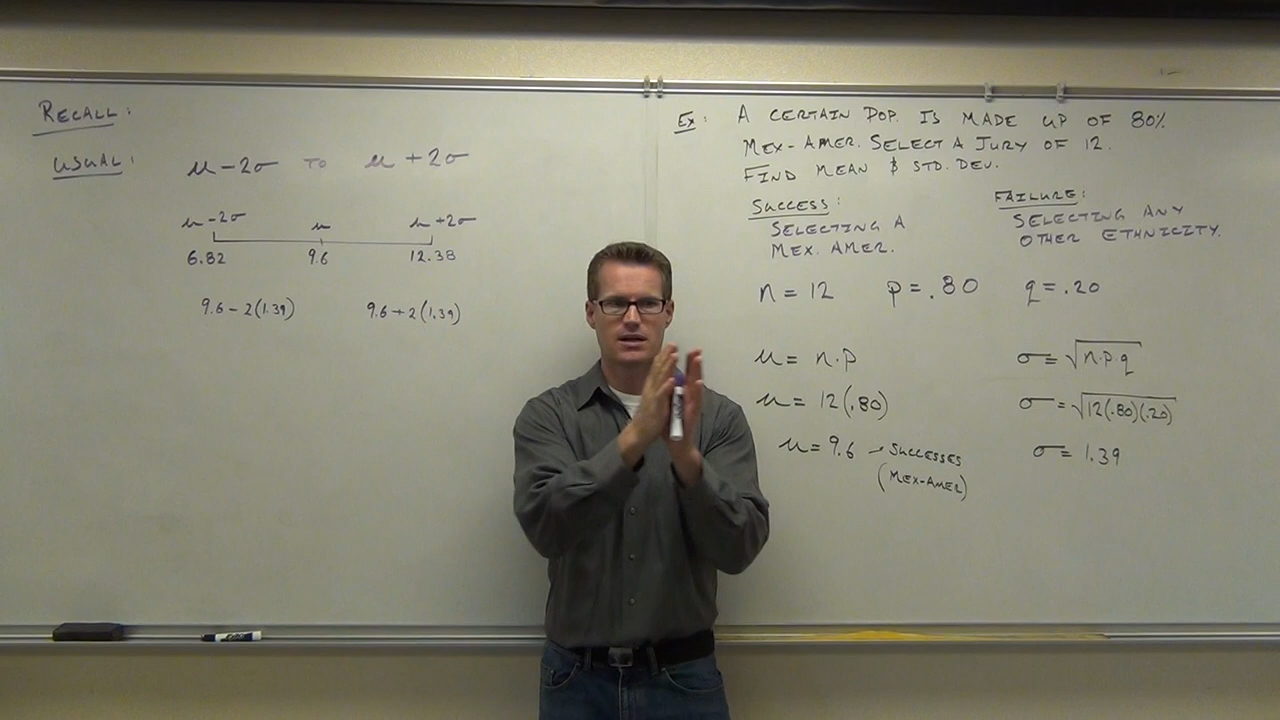 RECALL:
USUAL: μ-2σ TO μ+2σ
μ-2σ μ μ+2σ
6.82 9.6 12.38
9.6-2(1.39) 9.6+2(1.39)
EX: A CERTAIN POP. IS MADE UP OF 80%
MEX-AMER. SELECT A JURY OF 12.
FIND MEAN & STD. DEV.
SUCCESS:
SELECTING A
MEX. AMER.
FAILURE:
SELECTING ANY
OTHER ETHNICITY.
n=12 p=.80 q=.20
μ= n·p
μ= 12(.80)
μ=9.6 → SUCCESSES
(MEX-AMER)
σ=√n·p·q
σ=√12(.80)(.20)
σ= 1.39
EXPO